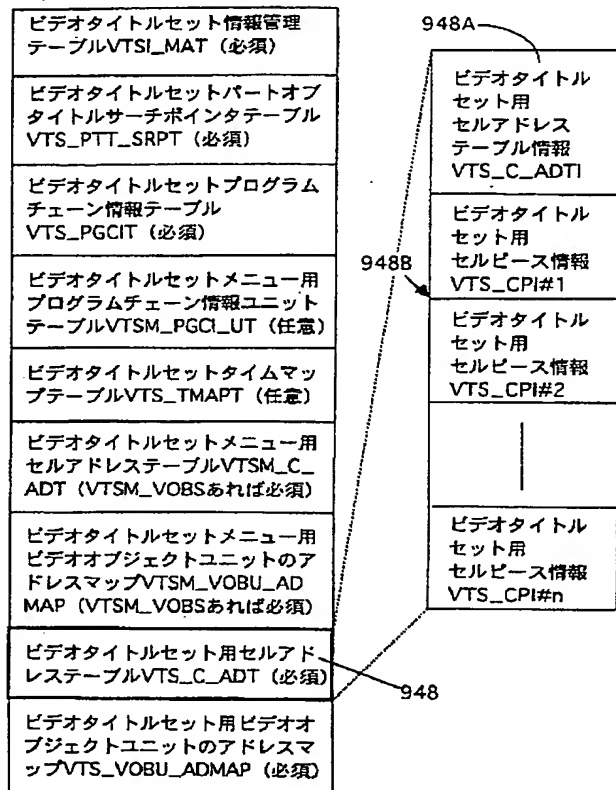 ビデオタイトルセット情報管理
テーブルVTSI_MAT（必須）
ビデオタイトルセットパートオブ
タイトルサーチポインタテーブル
VTS_PTT_SRPT（必須）
ビデオタイトルセットプログラム
チェーン情報テーブル
VTS_PGCIT（必須）
ビデオタイトルセットメニュー用
プログラムチェーン情報ユニット
テーブルVTSM_PGCI_UT（任意）
ビデオタイトルセットタイムマッ
プテーブルVTS_TMAPT（任意）
ビデオタイトルセットメニュー用
セルアドレステーブルVTSM_C_
ADT（VTSM_VOBSあれば必須）
ビデオタイトルセットメニュー用
ビデオオブジェクトユニットのア
ドレスマップVTSM_VOBU_AD
MAP（VTSM_VOBSあれば必須）
ビデオタイトルセット用セルアド
レステーブルVTS_C_ADT（必須）
ビデオタイトルセット用ビデオオ
ブジェクトユニットのアドレスマ
ップVTS_VOBU_ADMAP（必須）
948
948A
ビデオタイトル
セット用
セルアドレス
テーブル情報
VTS_C_ADTI
948B
ビデオタイトル
セット用
セルピース情報
VTS_CPI#1
ビデオタイトル
セット用
セルピース情報
VTS_CPI#2
ビデオタイトル
セット用
セルピース情報
VTS_CPI#n